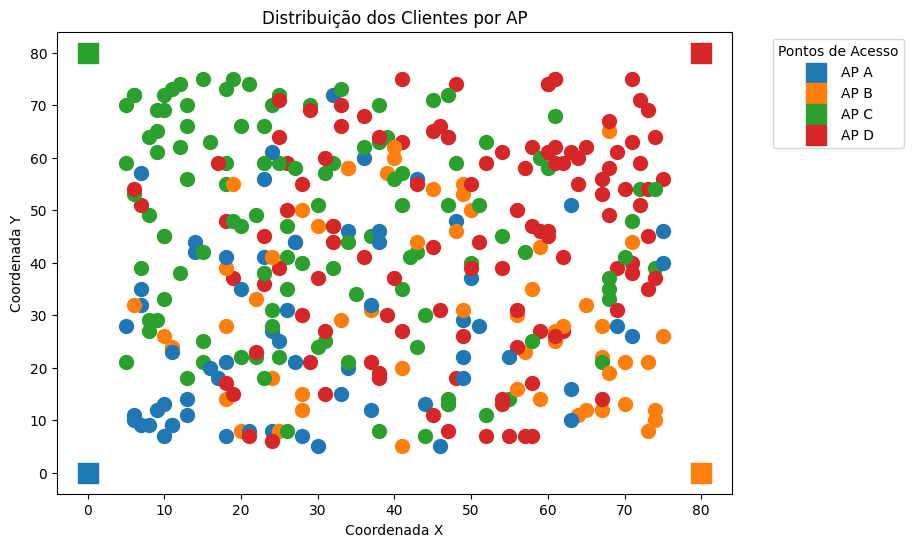 Distribuição dos Clientes por AP
Coordenada Y
80
70
60
50
40
30
20
10
0
0 10 20 30 40 50 60 70 80
Coordenada X
Pontos de Acesso
AP A
AP B
AP C
AP D